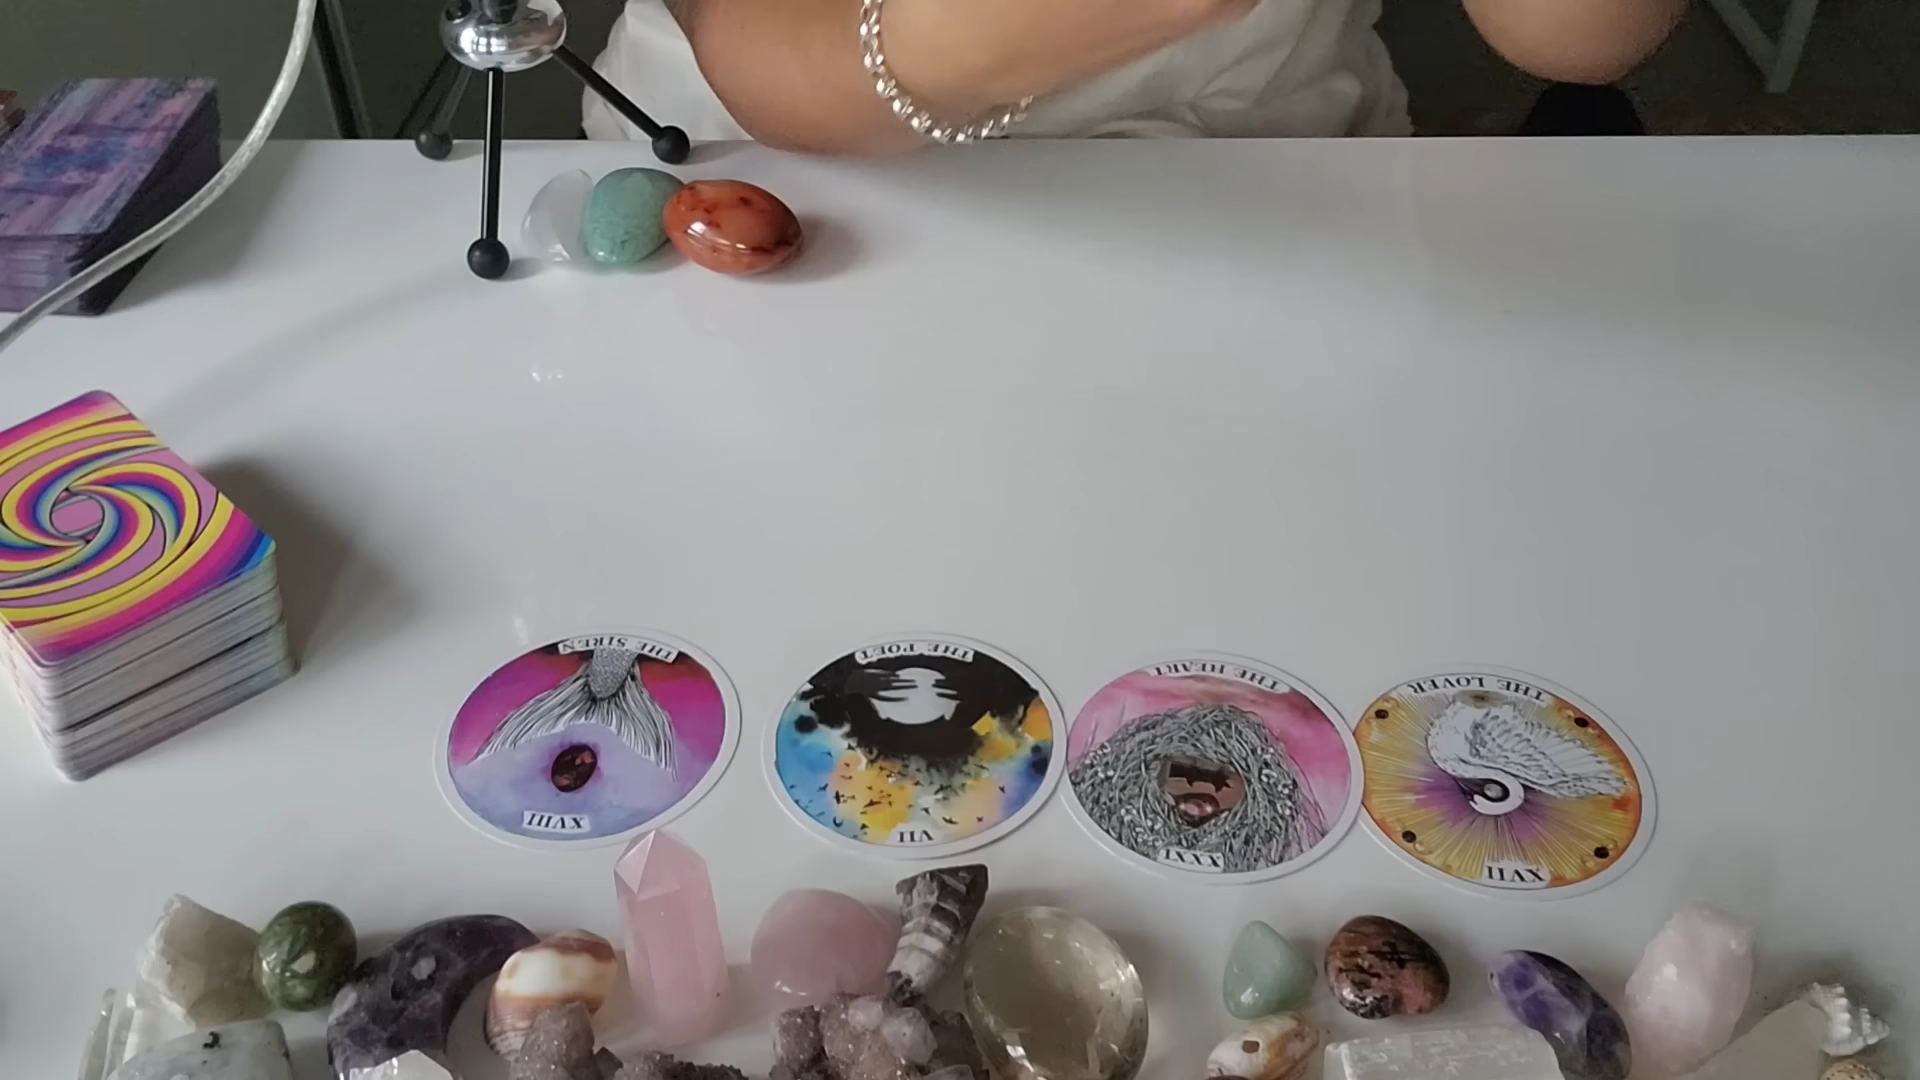 THE SIREN
XVIII
THE POET
VII
THE HEART
XXXI
THE LOVER
XVII